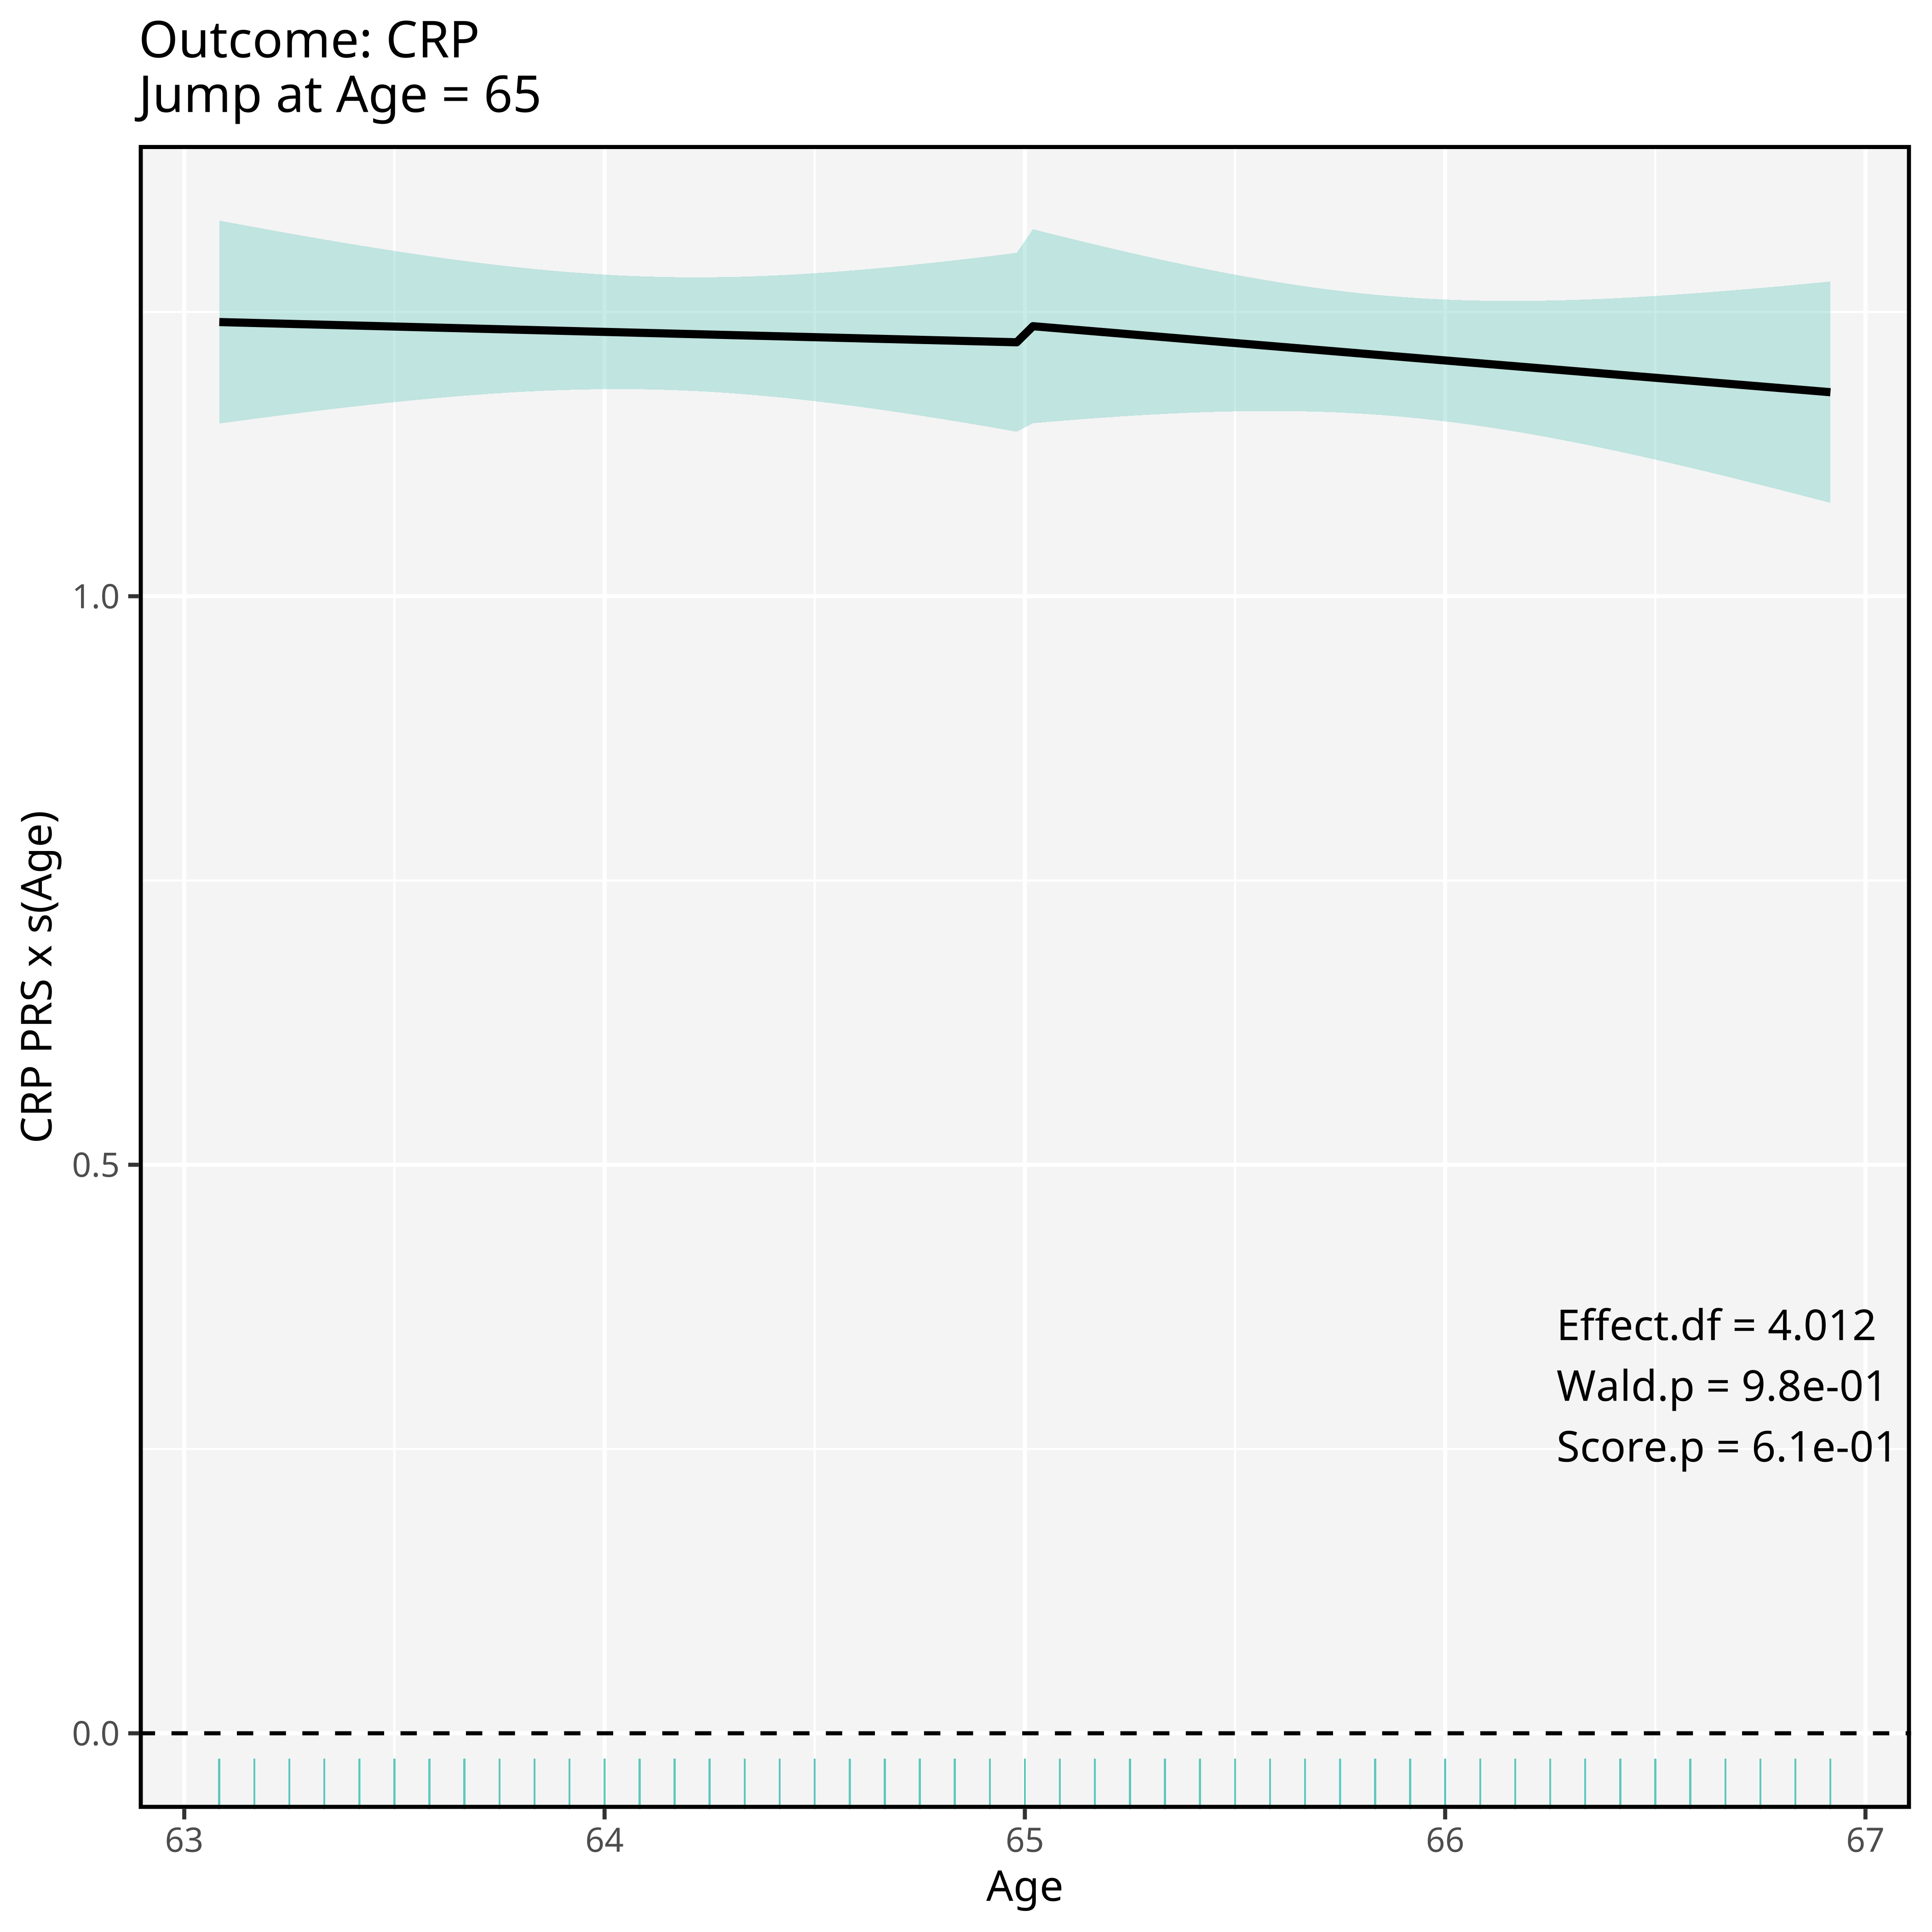 Outcome: CRP
Jump at Age = 65
CRP PRS x s(Age)
1.0
0.5
0.0
Effect.df = 4.012
Wald.p = 9.8e-01
Score.p = 6.1e-01
63 64 65 66 67
Age